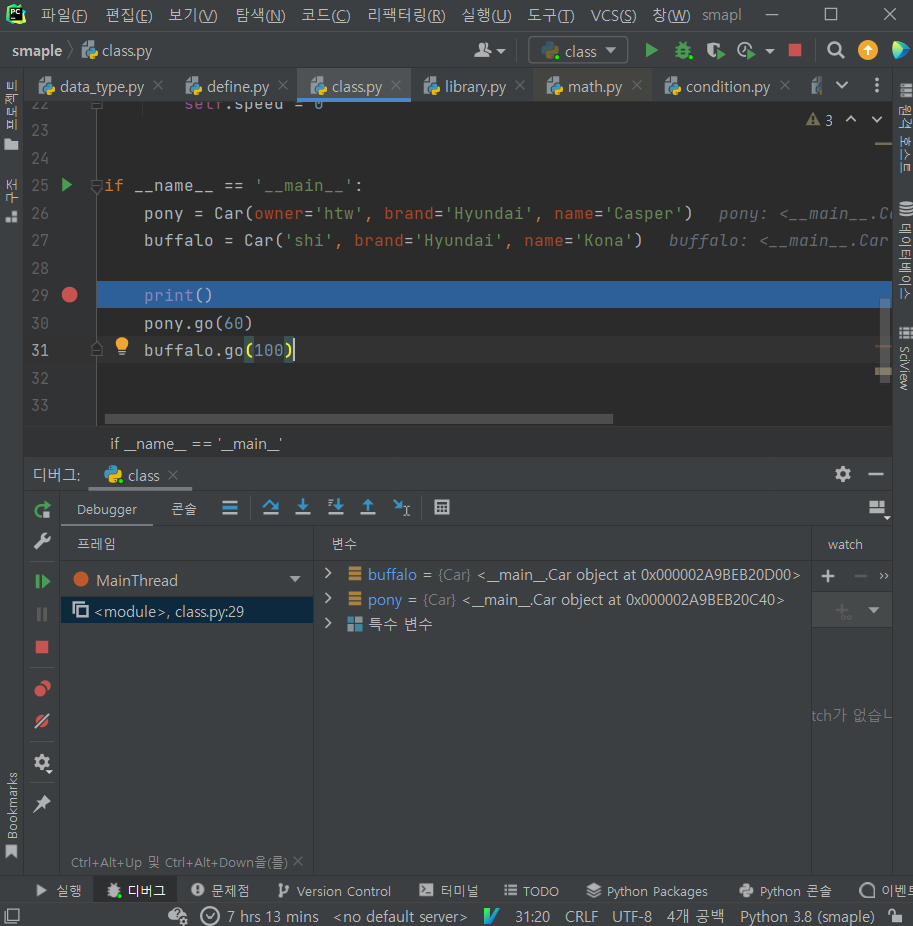 파일(F) 편집(E) 보기(V) 탐색(N) 코드(C) 리팩터링(R) 실행(U) 도구(T) VCS(S) 창(W) smapl
smaple class.py class
data_type.py define.py class.py library.py math.py condition.py
프로젝트
구조
Bookmarks
원격 호스트
데이터베이스
SciView
22 self.speed = 0
23
3
24
25 if __name__ == '__main__':
26 pony = Car(owner='htw', brand='Hyundai', name='Casper') pony: <__main__.Ca
27 buffalo = Car('shi', brand='Hyundai', name='Kona') buffalo: <__main__.Car
28
29 print()
30 pony.go(60)
31 buffalo.go(100)
32
33
if __name__ == '__main__'
디버그: class
Debugger 콘솔
프레임 변수 watch
MainThread
<module>, class.py:29
buffalo = {Car} <__main__.Car object at 0x000002A9BEB20D00>
pony = {Car} <__main__.Car object at 0x000002A9BEB20C40>
특수 변수
tch가 없습니
Ctrl+Alt+Up 및 Ctrl+Alt+Down을(를)
실행 디버그 문제점 Version Control 터미널 TODO Python Packages Python 콘솔 이벤트
7 hrs 13 mins <no default server> 31:20 CRLF UTF-8 4개 공백 Python 3.8 (smaple)